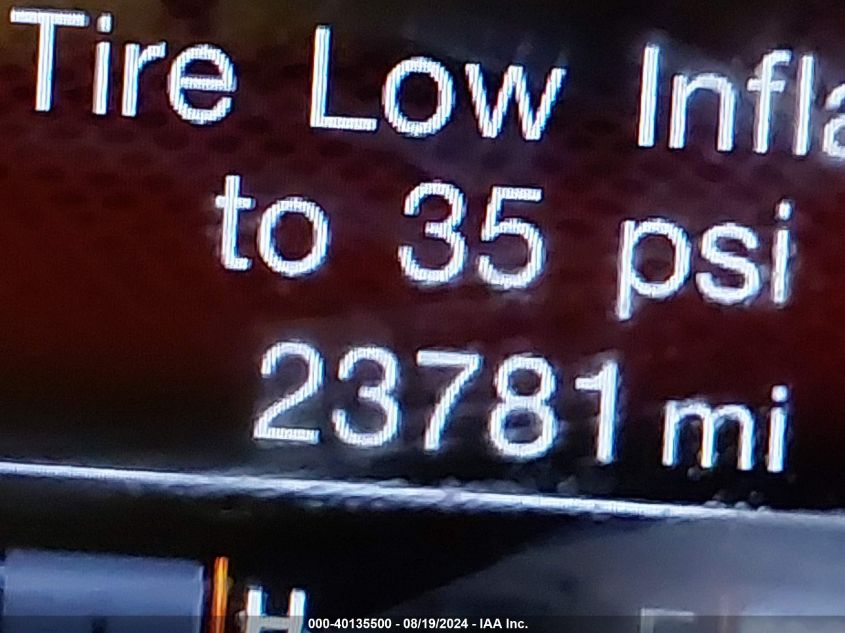 Tire Low Infla
to 35 psi
23781 mi
H
000-40135500 - 08/19/2024 - IAA Inc.